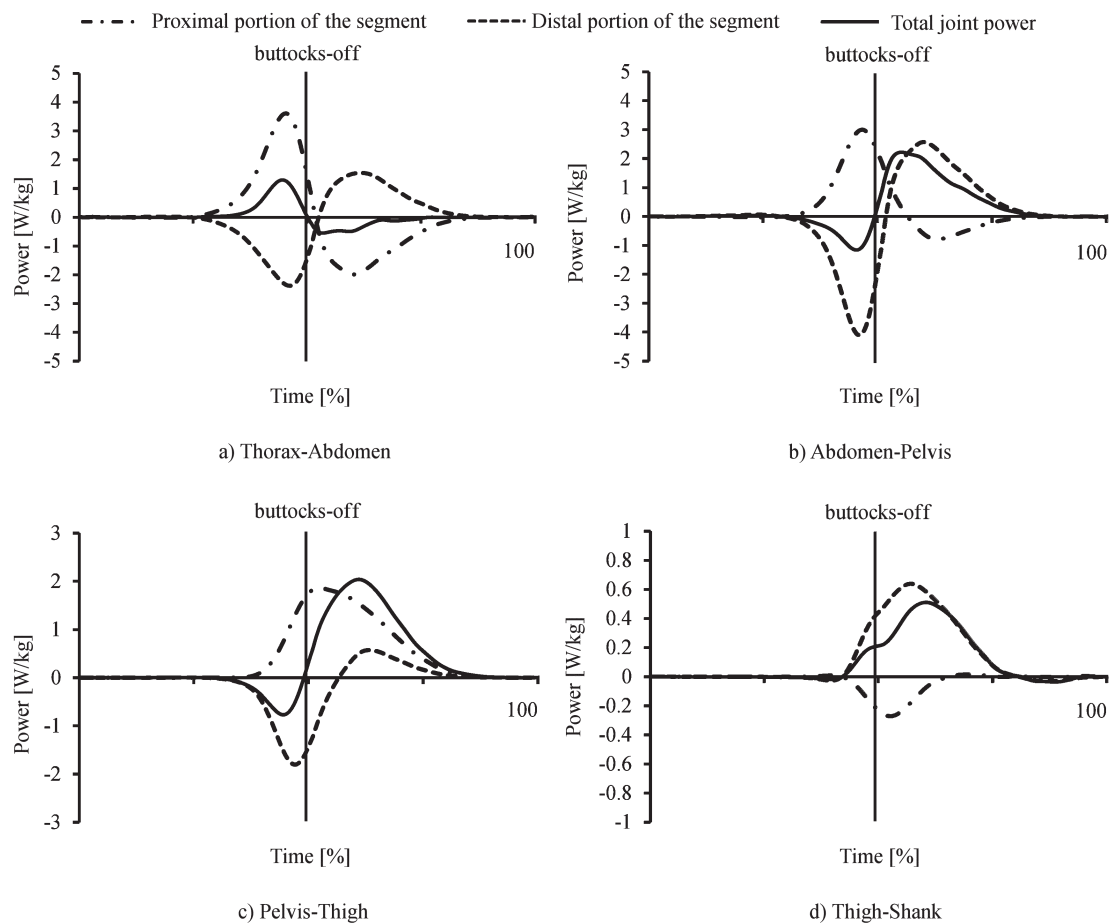 Proximal portion of the segment Distal portion of the segment Total joint power
buttocks-off
5
4
3
2
1
0
-1
-2
-3
-4
-5
Power [W/kg]
100
Time [%]
a) Thorax-Abdomen
buttocks-off
5
4
3
2
1
0
-1
-2
-3
-4
-5
Power [W/kg]
100
Time [%]
b) Abdomen-Pelvis
buttocks-off
3
2
1
0
-1
-2
-3
Power [W/kg]
100
Time [%]
c) Pelvis-Thigh
buttocks-off
1
0.8
0.6
0.4
0.2
0
-0.2
-0.4
-0.6
-0.8
-1
Power [W/kg]
100
Time [%]
d) Thigh-Shank